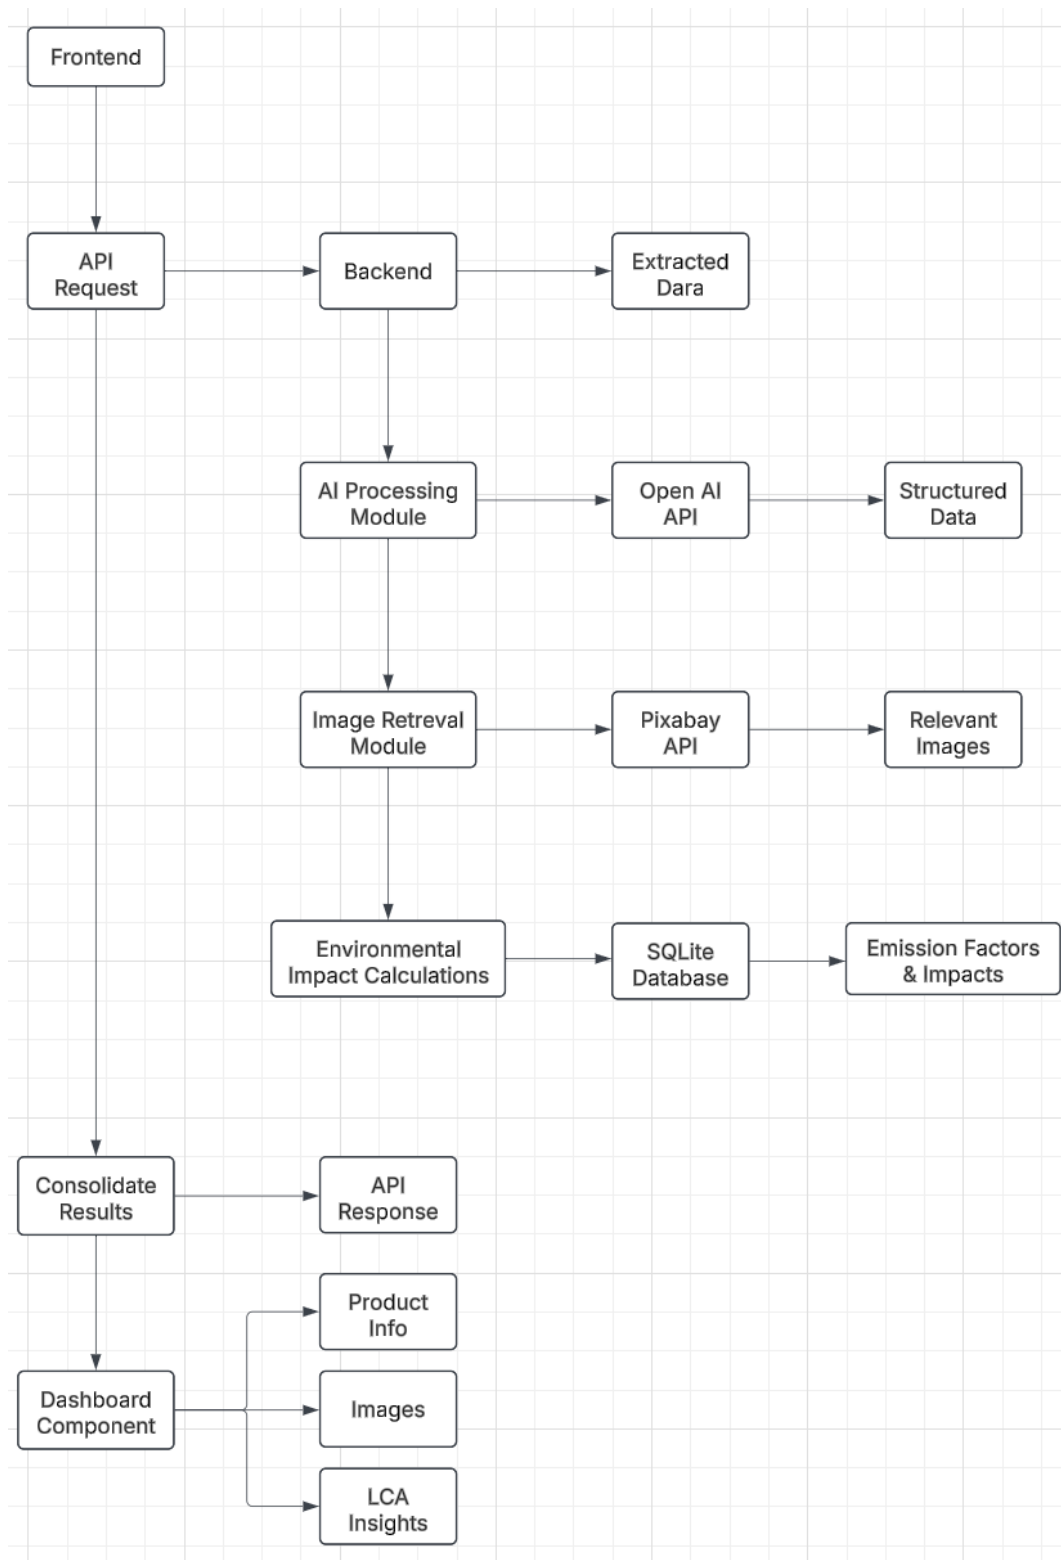 Frontend
API
Request
Backend
Extracted
Dara
AI Processing
Module
Open AI
API
Structured
Data
Image Retreval
Module
Pixabay
API
Relevant
Images
Environmental
Impact Calculations
SQLite
Database
Emission Factors
& Impacts
Consolidate
Results
API
Response
Product
Info
Dashboard
Component
Images
LCA
Insights